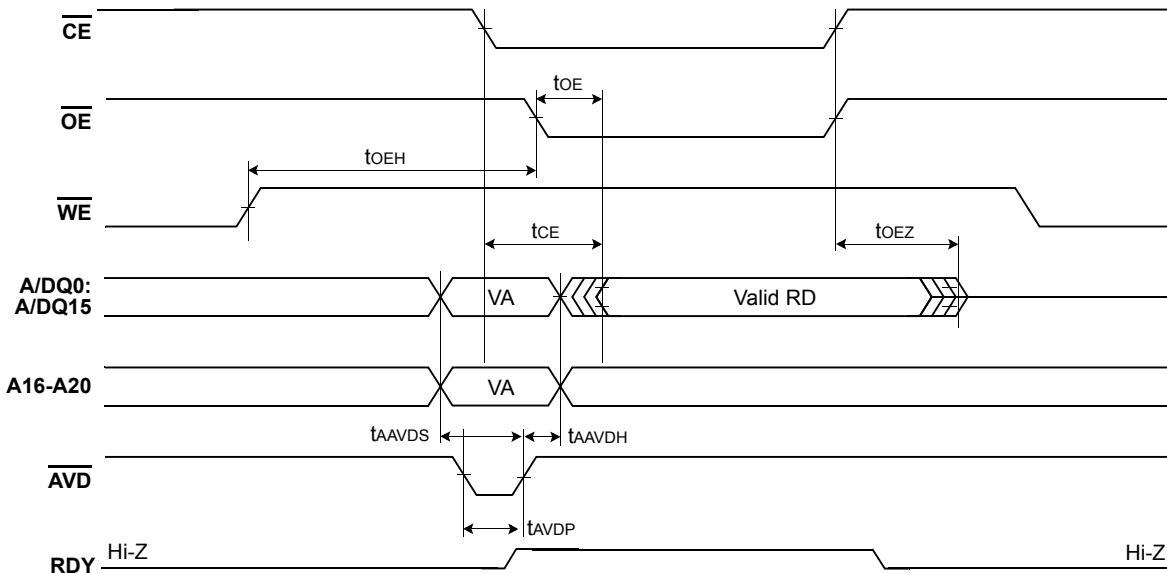 CE
tOE
OE
tOEH
WE
tCE
tOEZ
A/DQ0:
A/DQ15
VA
Valid RD
A16-A20
VA
tAAVDS
tAAVDH
AVD
tAVDP
RDY
Hi-Z
Hi-Z